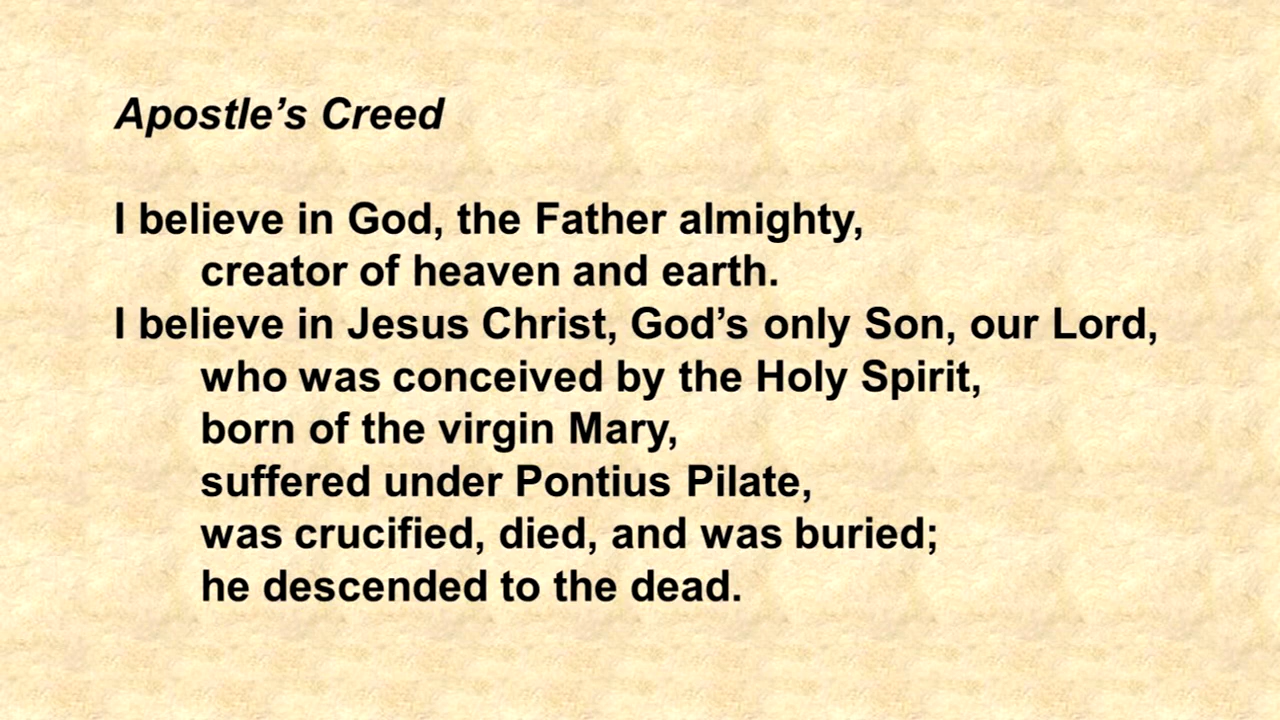 Apostle’s Creed
I believe in God, the Father almighty,
creator of heaven and earth.
I believe in Jesus Christ, God’s only Son, our Lord,
who was conceived by the Holy Spirit,
born of the virgin Mary,
suffered under Pontius Pilate,
was crucified, died, and was buried;
he descended to the dead.